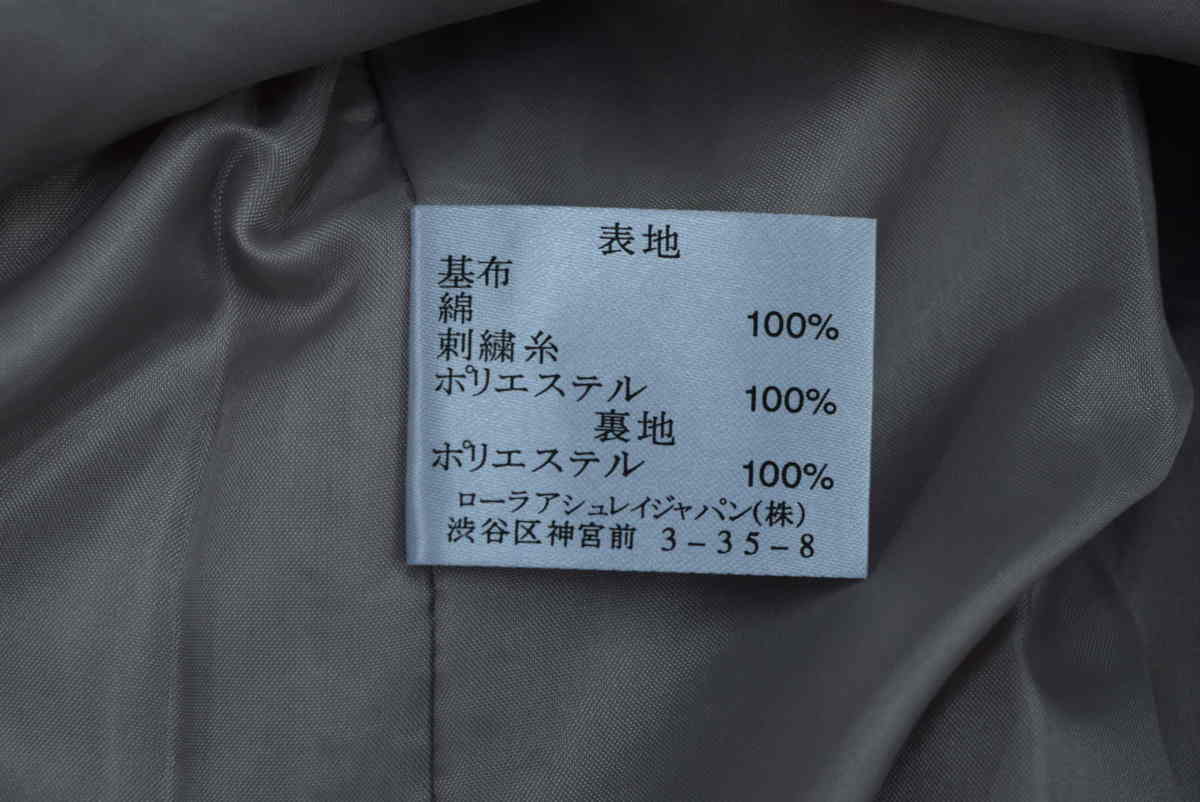 表地
基布
綿 100%
刺繍糸
ポリエステル 100%
裏地
ポリエステル 100%
ローラアシュレイジャパン(株)
渋谷区神宮前 3-35-8